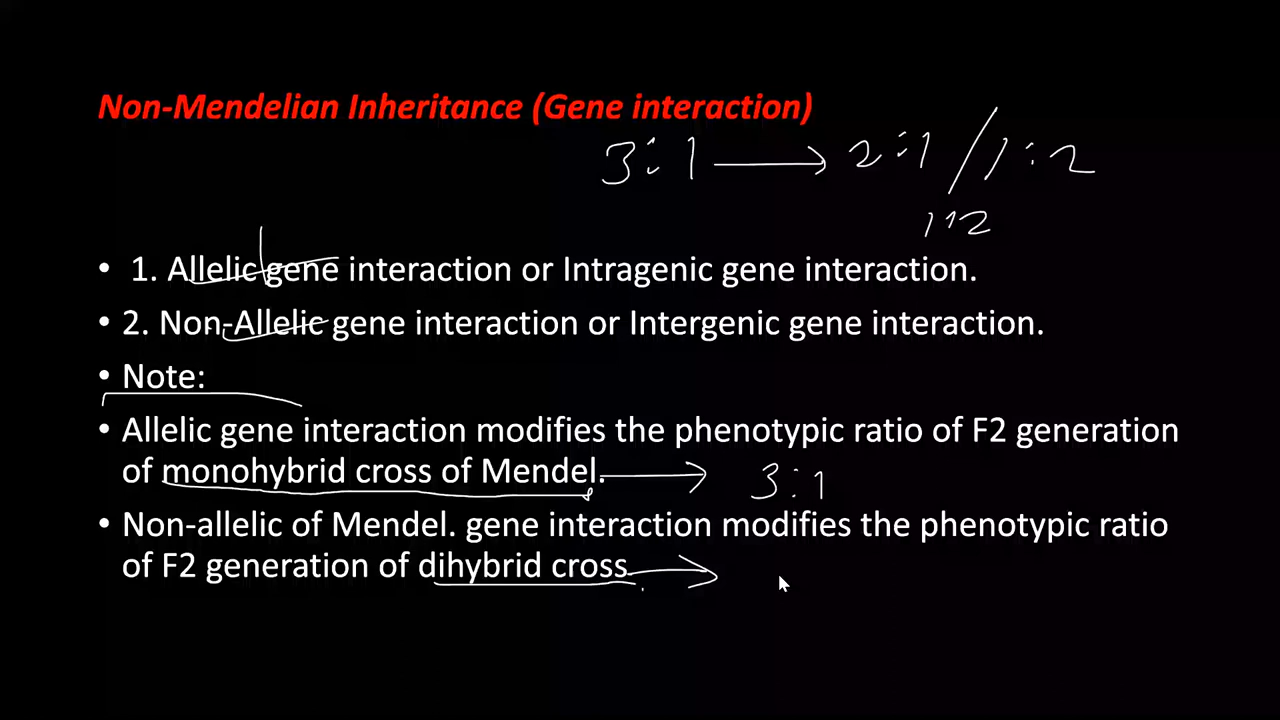 Non-Mendelian Inheritance (Gene interaction)
3:1 → 2:1 / 1:2
1:2
• 1. Allelic gene interaction or Intragenic gene interaction.
• 2. Non-Allelic gene interaction or Intergenic gene interaction.
• Note:
• Allelic gene interaction modifies the phenotypic ratio of F2 generation
of monohybrid cross of Mendel. → 3:1
• Non-allelic of Mendel. gene interaction modifies the phenotypic ratio
of F2 generation of dihybrid cross. →